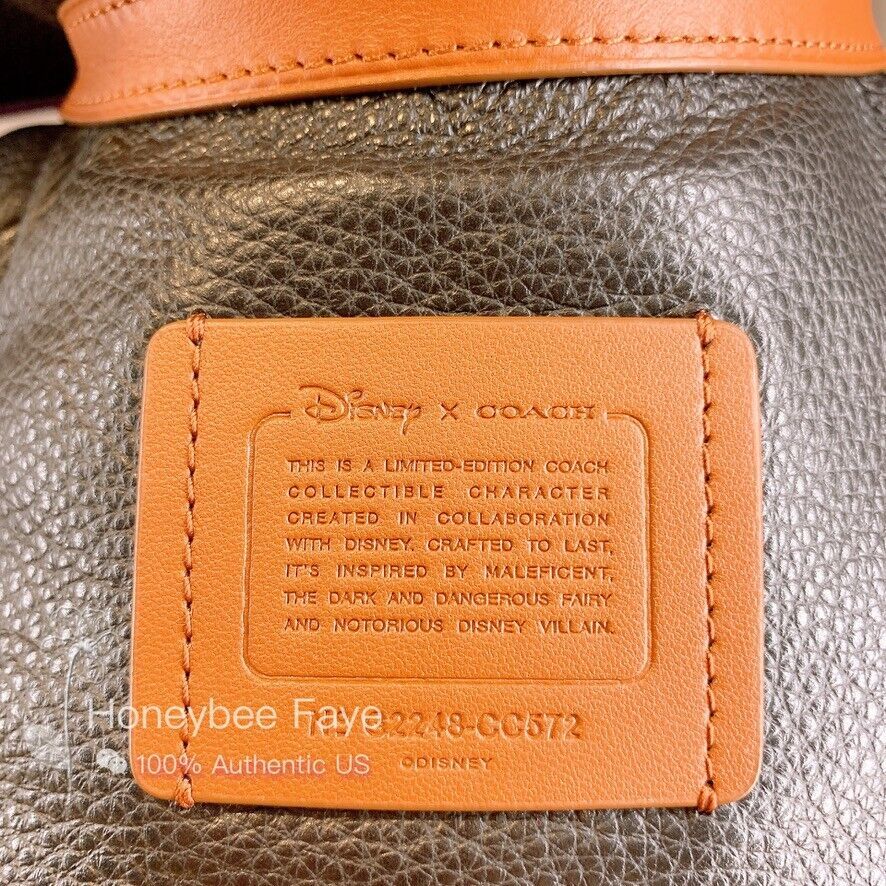 Disney X COACH
THIS IS A LIMITED-EDITION COACH
COLLECTIBLE CHARACTER
CREATED IN COLLABORATION
WITH DISNEY. CRAFTED TO LAST,
IT'S INSPIRED BY MALEFICENT,
THE DARK AND DANGEROUS FAIRY
AND NOTORIOUS DISNEY VILLAIN.
2248-CC572
©DISNEY
Honeybee Faye
100% Authentic US